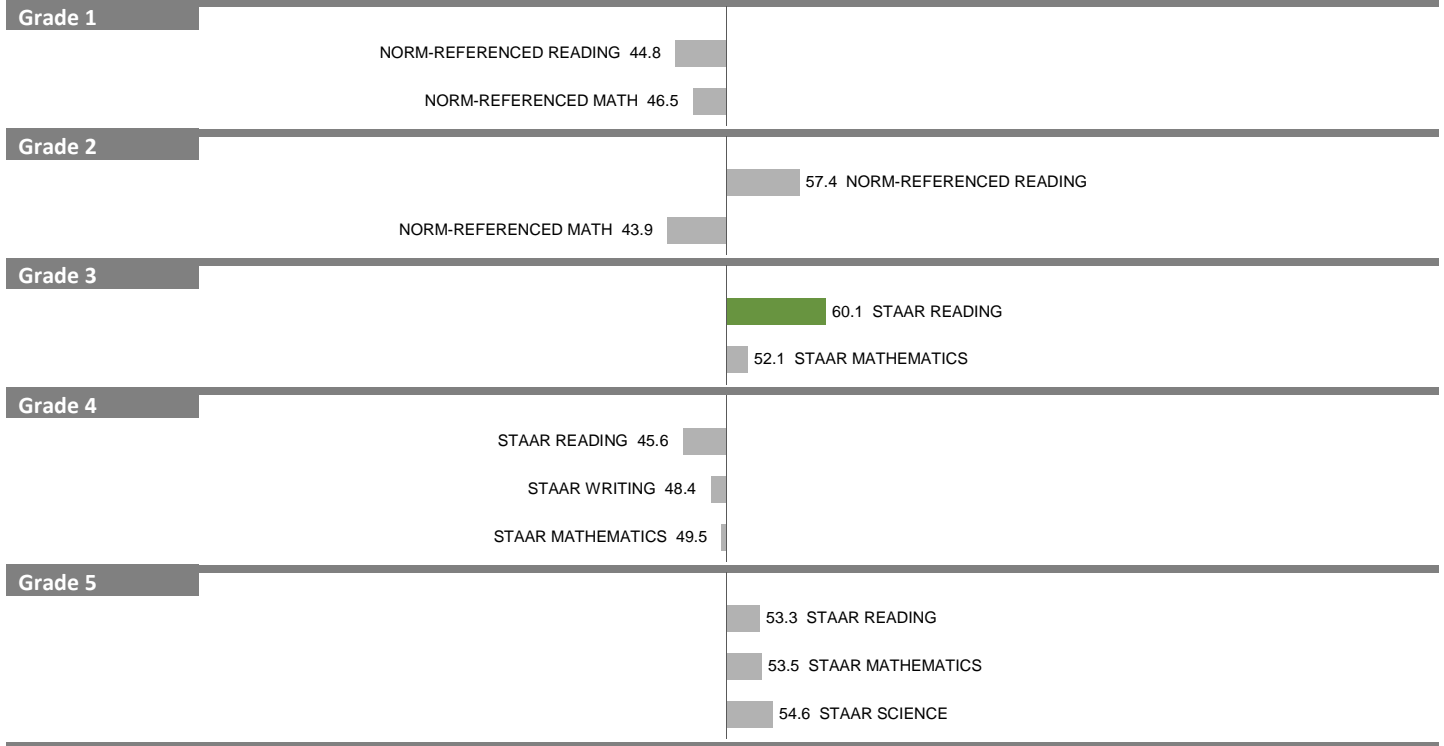 Grade 1
NORM-REFERENCED READING 44.8
NORM-REFERENCED MATH 46.5
Grade 2
57.4 NORM-REFERENCED READING
NORM-REFERENCED MATH 43.9
Grade 3
60.1 STAAR READING
52.1 STAAR MATHEMATICS
Grade 4
STAAR READING 45.6
STAAR WRITING 48.4
STAAR MATHEMATICS 49.5
Grade 5
53.3 STAAR READING
53.5 STAAR MATHEMATICS
54.6 STAAR SCIENCE